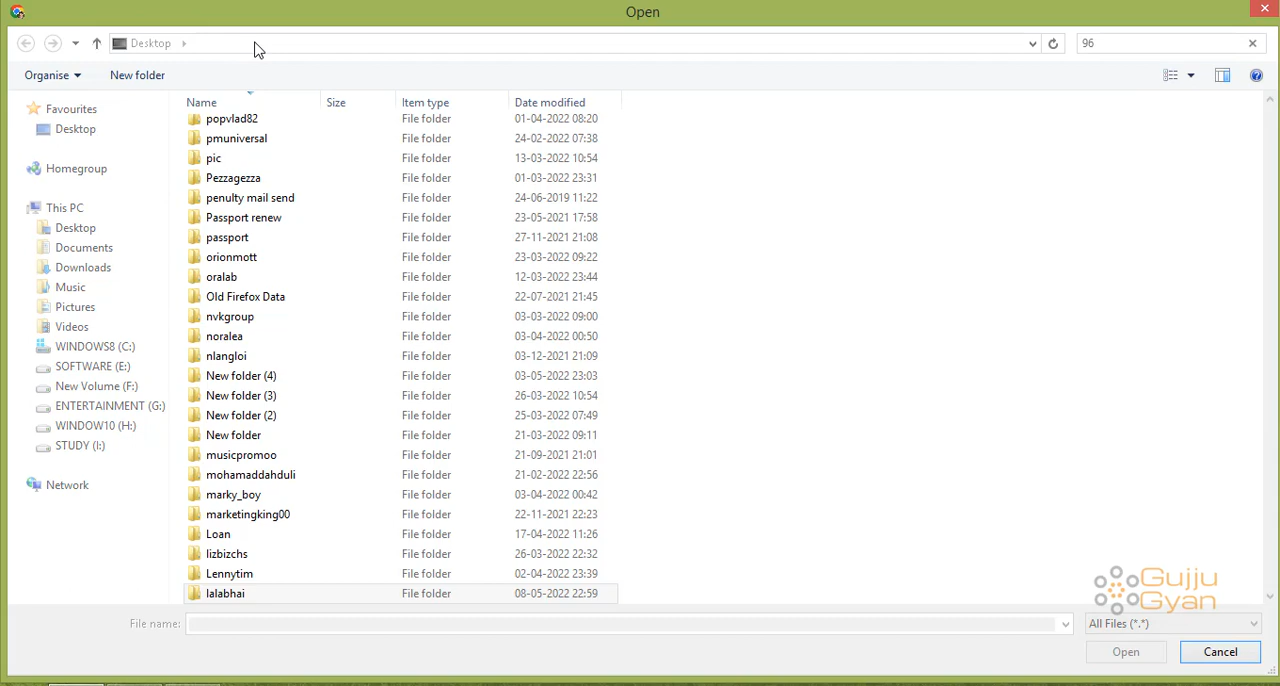 Open
Desktop
96
Organise
New folder
Name Size Item type Date modified
Favourites
Desktop
Homegroup
This PC
Desktop
Documents
Downloads
Music
Pictures
Videos
WINDOWS8 (C:)
SOFTWARE (E:)
New Volume (F:)
ENTERTAINMENT (G:)
WINDOW10 (H:)
STUDY (I:)
Network
popvlad82 File folder 01-04-2022 08:20
pmuniversal File folder 24-02-2022 07:38
pic File folder 13-03-2022 10:54
Pezzagezza File folder 01-03-2022 23:31
penulty mail send File folder 24-06-2019 11:22
Passport renew File folder 23-05-2021 17:58
passport File folder 27-11-2021 21:08
orionmott File folder 23-03-2022 09:22
oralab File folder 12-03-2022 23:44
Old Firefox Data File folder 22-07-2021 21:45
nvkgroup File folder 03-03-2022 09:00
noralea File folder 03-04-2022 00:50
nlangloi File folder 03-12-2021 21:09
New folder (4) File folder 03-05-2022 23:03
New folder (3) File folder 26-03-2022 10:54
New folder (2) File folder 25-03-2022 07:49
New folder File folder 21-03-2022 09:11
musicpromoo File folder 21-09-2021 21:01
mohamaddahduli File folder 21-02-2022 22:56
marky_boy File folder 03-04-2022 00:42
marketingking00 File folder 22-11-2021 22:23
Loan File folder 17-04-2022 11:26
lizbizchs File folder 26-03-2022 22:32
Lennytim File folder 02-04-2022 23:39
lalabhai File folder 08-05-2022 22:59
Gujju
Gyan
File name:
All Files (*.*)
Open
Cancel